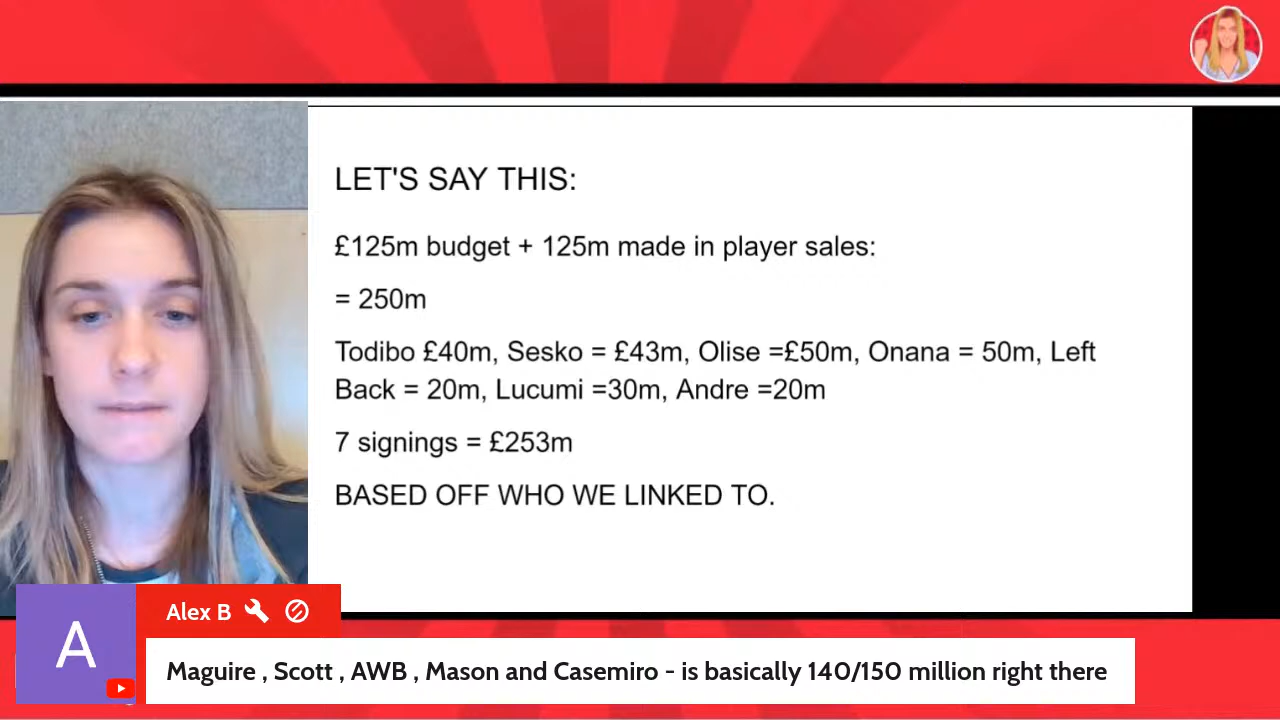 LET'S SAY THIS:
£125m budget + 125m made in player sales:
= 250m
Todibo £40m, Sesko = £43m, Olise =£50m, Onana = 50m, Left
Back = 20m, Lucumi =30m, Andre =20m
7 signings = £253m
BASED OFF WHO WE LINKED TO.
A
Alex B
Maguire , Scott , AWB , Mason and Casemiro - is basically 140/150 million right there